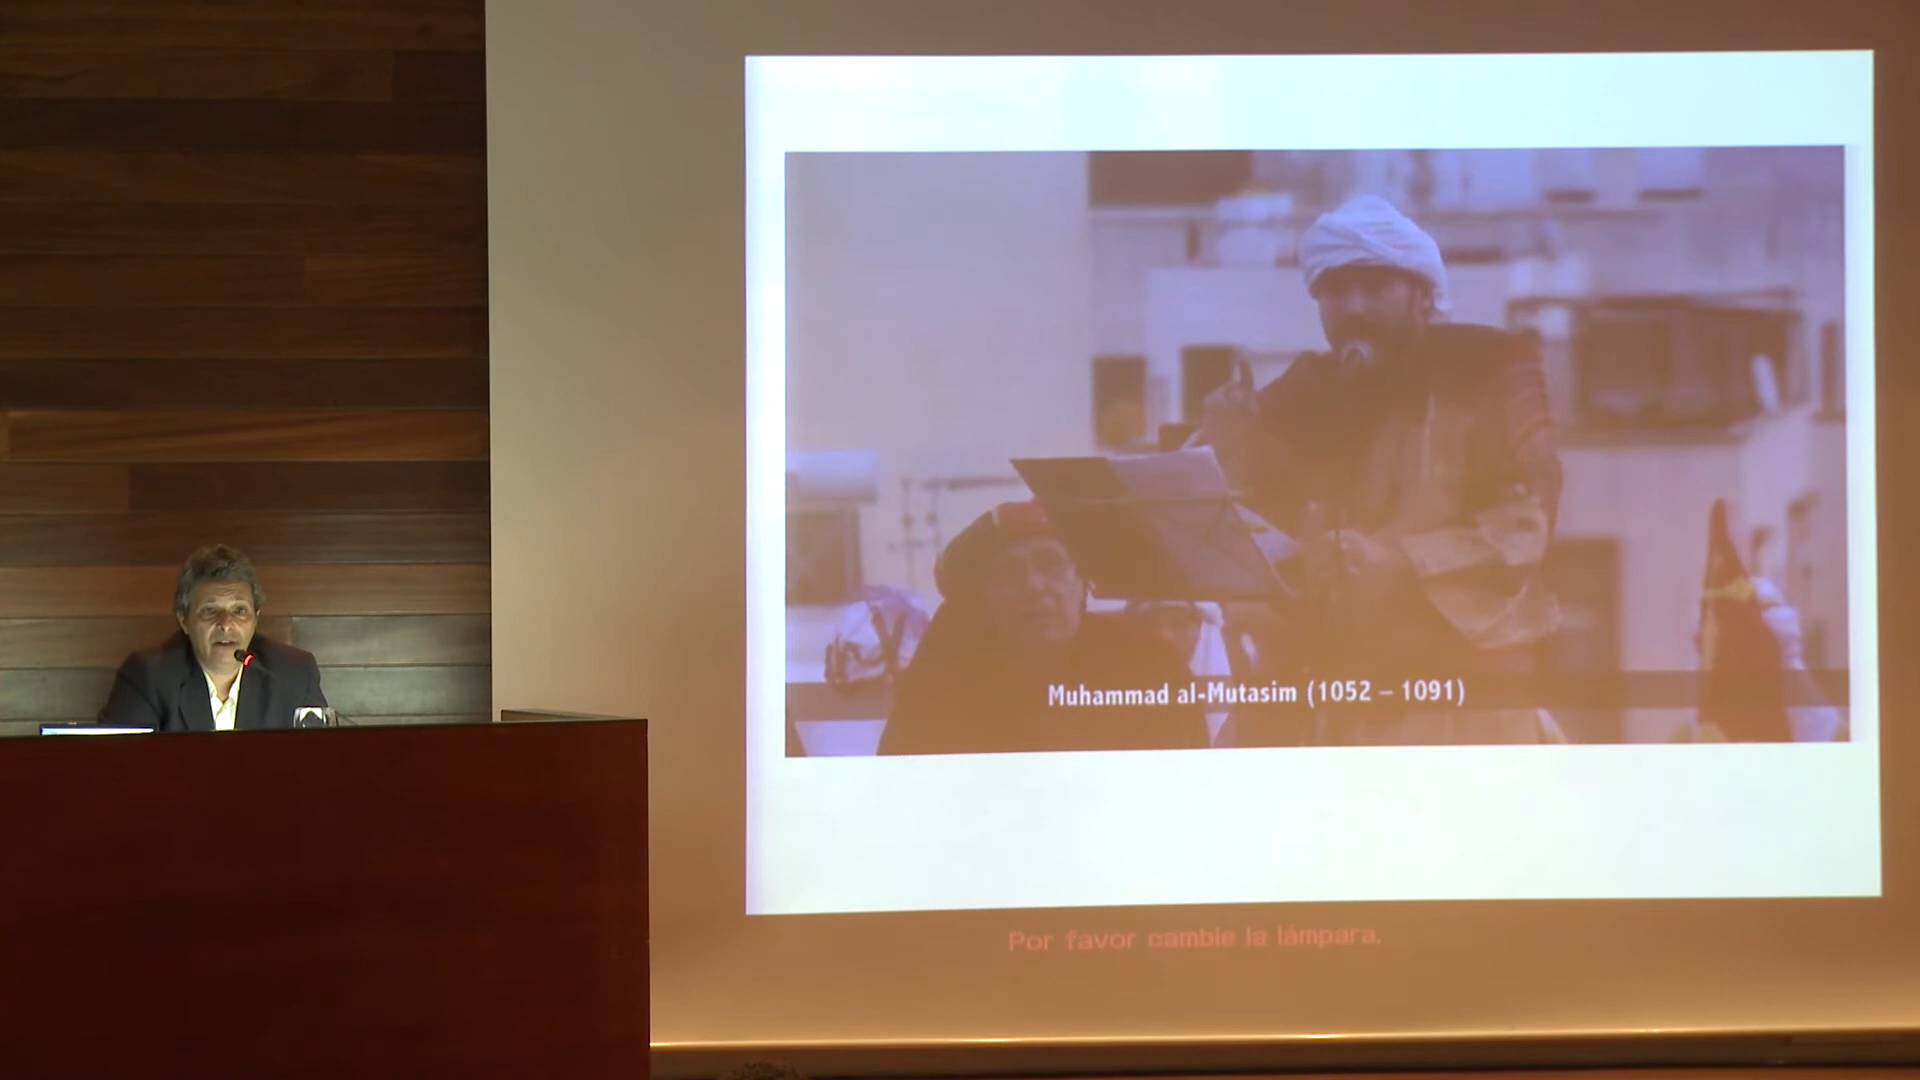 Muhammad al-Mutasim (1052 – 1091)
Por favor cambie la lámpara.